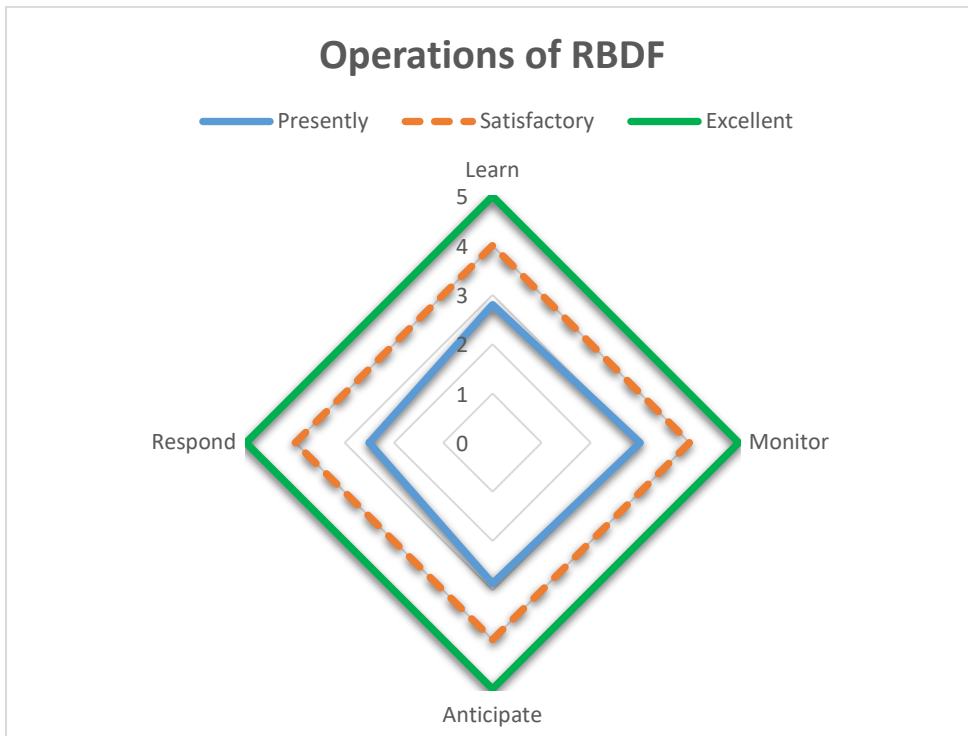 Operations of RBDF
Presently Satisfactory Excellent
Learn
5
4
3
2
1
0
Respond
Monitor
Anticipate